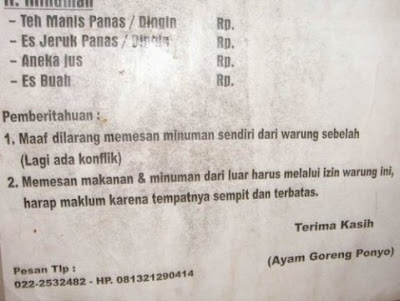 II. Minuman
– Teh Manis Panas / Dingin Rp.
– Es Jeruk Panas / Dingin Rp.
– Aneka jus Rp.
– Es Buah Rp.
Pemberitahuan :
1. Maaf dilarang memesan minuman sendiri dari warung sebelah
(Lagi ada konflik)
2. Memesan makanan & minuman dari luar harus melalui izin warung ini,
harap maklum karena tempatnya sempit dan terbatas.
Terima Kasih
(Ayam Goreng Ponyo)
Pesan Tlp :
022-2532482 - HP. 081321290414